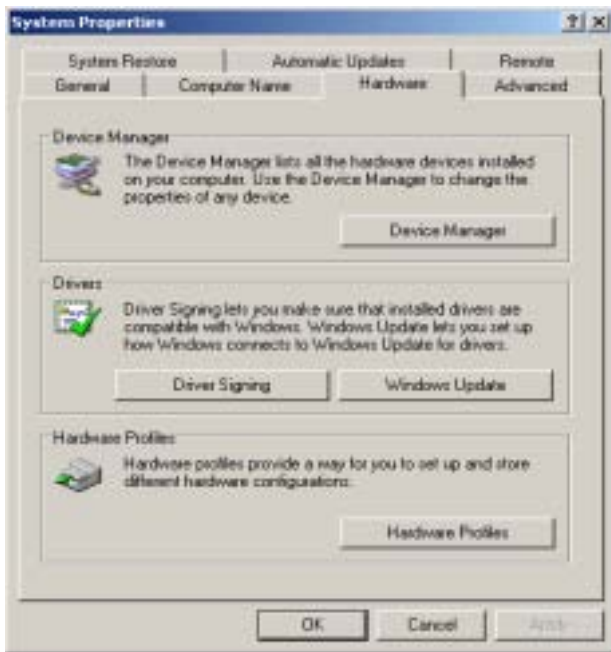 System Properties
System Restore
Automatic Updates
Remote
General
Computer Name
Hardware
Advanced
Device Manager
The Device Manager lists all the hardware devices installed
on your computer. Use the Device Manager to change the
properties of any device.
Device Manager
Drivers
Driver Signing lets you make sure that installed drivers are
compatible with Windows. Windows Update lets you set up
how Windows connects to Windows Update for drivers.
Driver Signing
Windows Update
Hardware Profiles
Hardware profiles provide a way for you to set up and store
different hardware configurations.
Hardware Profiles
OK
Cancel
Apply